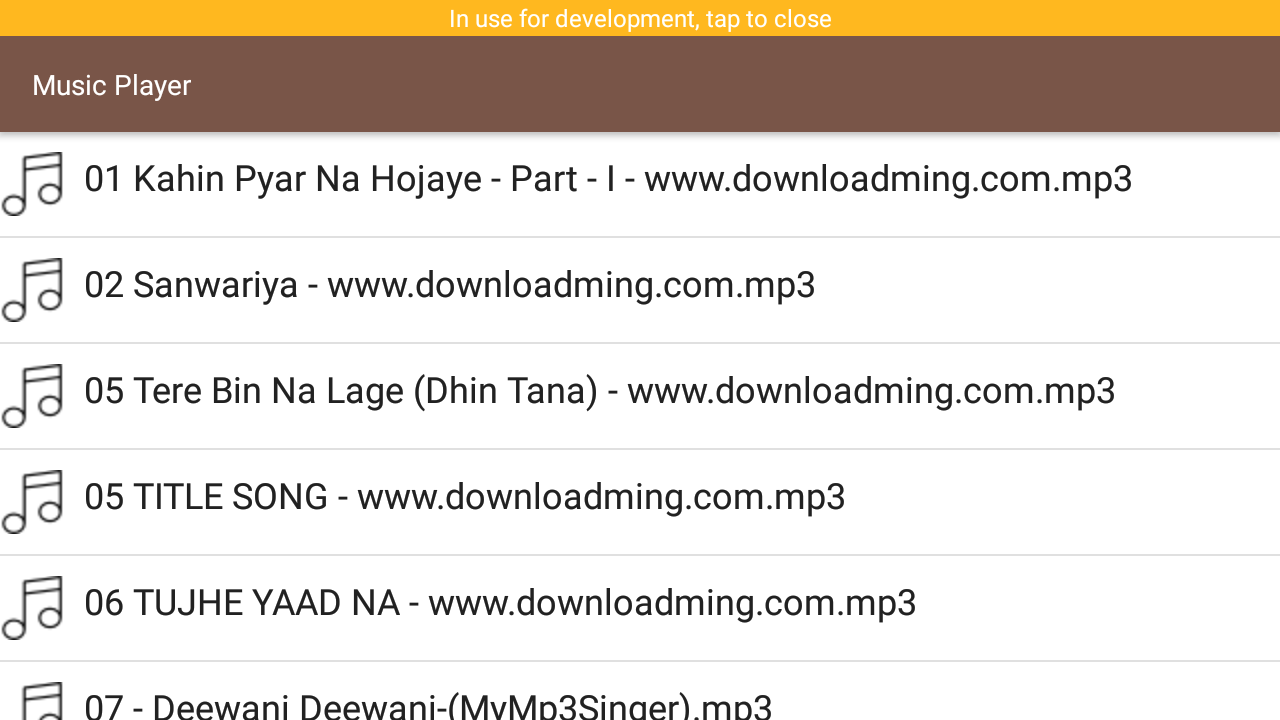 In use for development, tap to close
Music Player
01 Kahin Pyar Na Hojaye - Part - I - www.downloadming.com.mp3
02 Sanwariya - www.downloadming.com.mp3
05 Tere Bin Na Lage (Dhin Tana) - www.downloadming.com.mp3
05 TITLE SONG - www.downloadming.com.mp3
06 TUJHE YAAD NA - www.downloadming.com.mp3
07 - Deewani Deewani-(MyMp3Singer).mp3